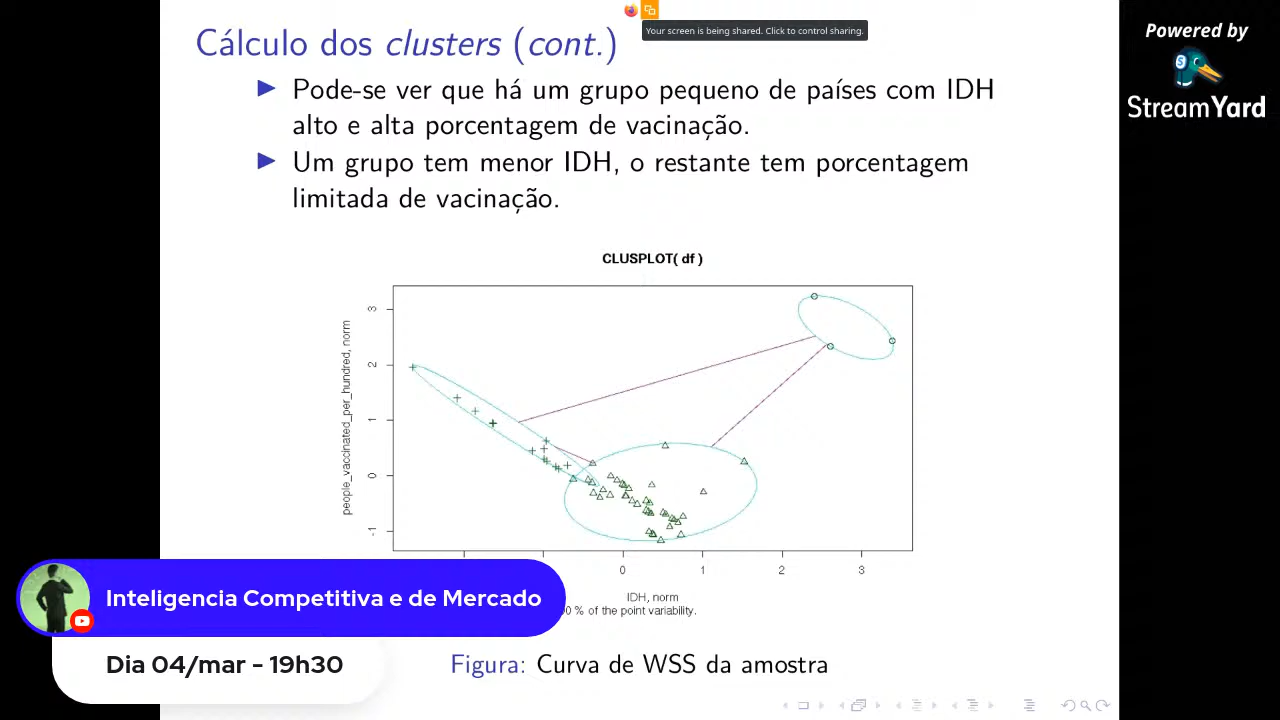 Your screen is being shared. Click to control sharing.
Powered by
StreamYard
Cálculo dos clusters (cont.)
Pode-se ver que há um grupo pequeno de países com IDH
alto e alta porcentagem de vacinação.
Um grupo tem menor IDH, o restante tem porcentagem
limitada de vacinação.
CLUSPLOT( df )
people_vaccinated_per_hundred, norm
3
2
1
0
-1
0 1 2 3
IDH, norm
% of the point variability.
Inteligencia Competitiva e de Mercado
Dia 04/mar - 19h30
Figura: Curva de WSS da amostra